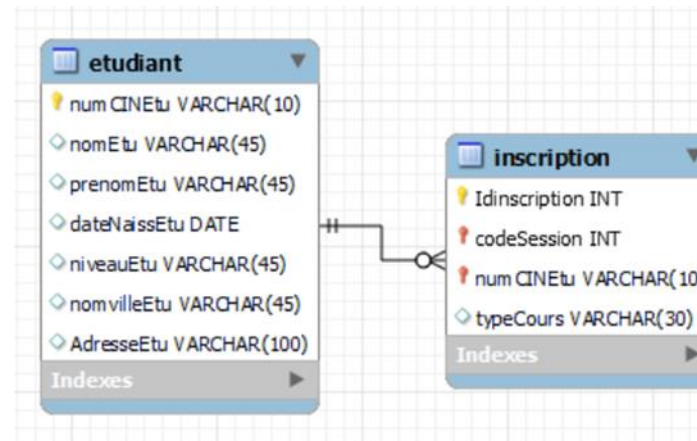 etudiant
numCINEtu VARCHAR(10)
nomEtu VARCHAR(45)
prenomEtu VARCHAR(45)
dateNaissEtu DATE
niveauEtu VARCHAR(45)
nomvilleEtu VARCHAR(45)
AdresseEtu VARCHAR(100)
Indexes
inscription
Idinscription INT
codeSession INT
numCINEtu VARCHAR(10
typeCours VARCHAR(30)
Indexes